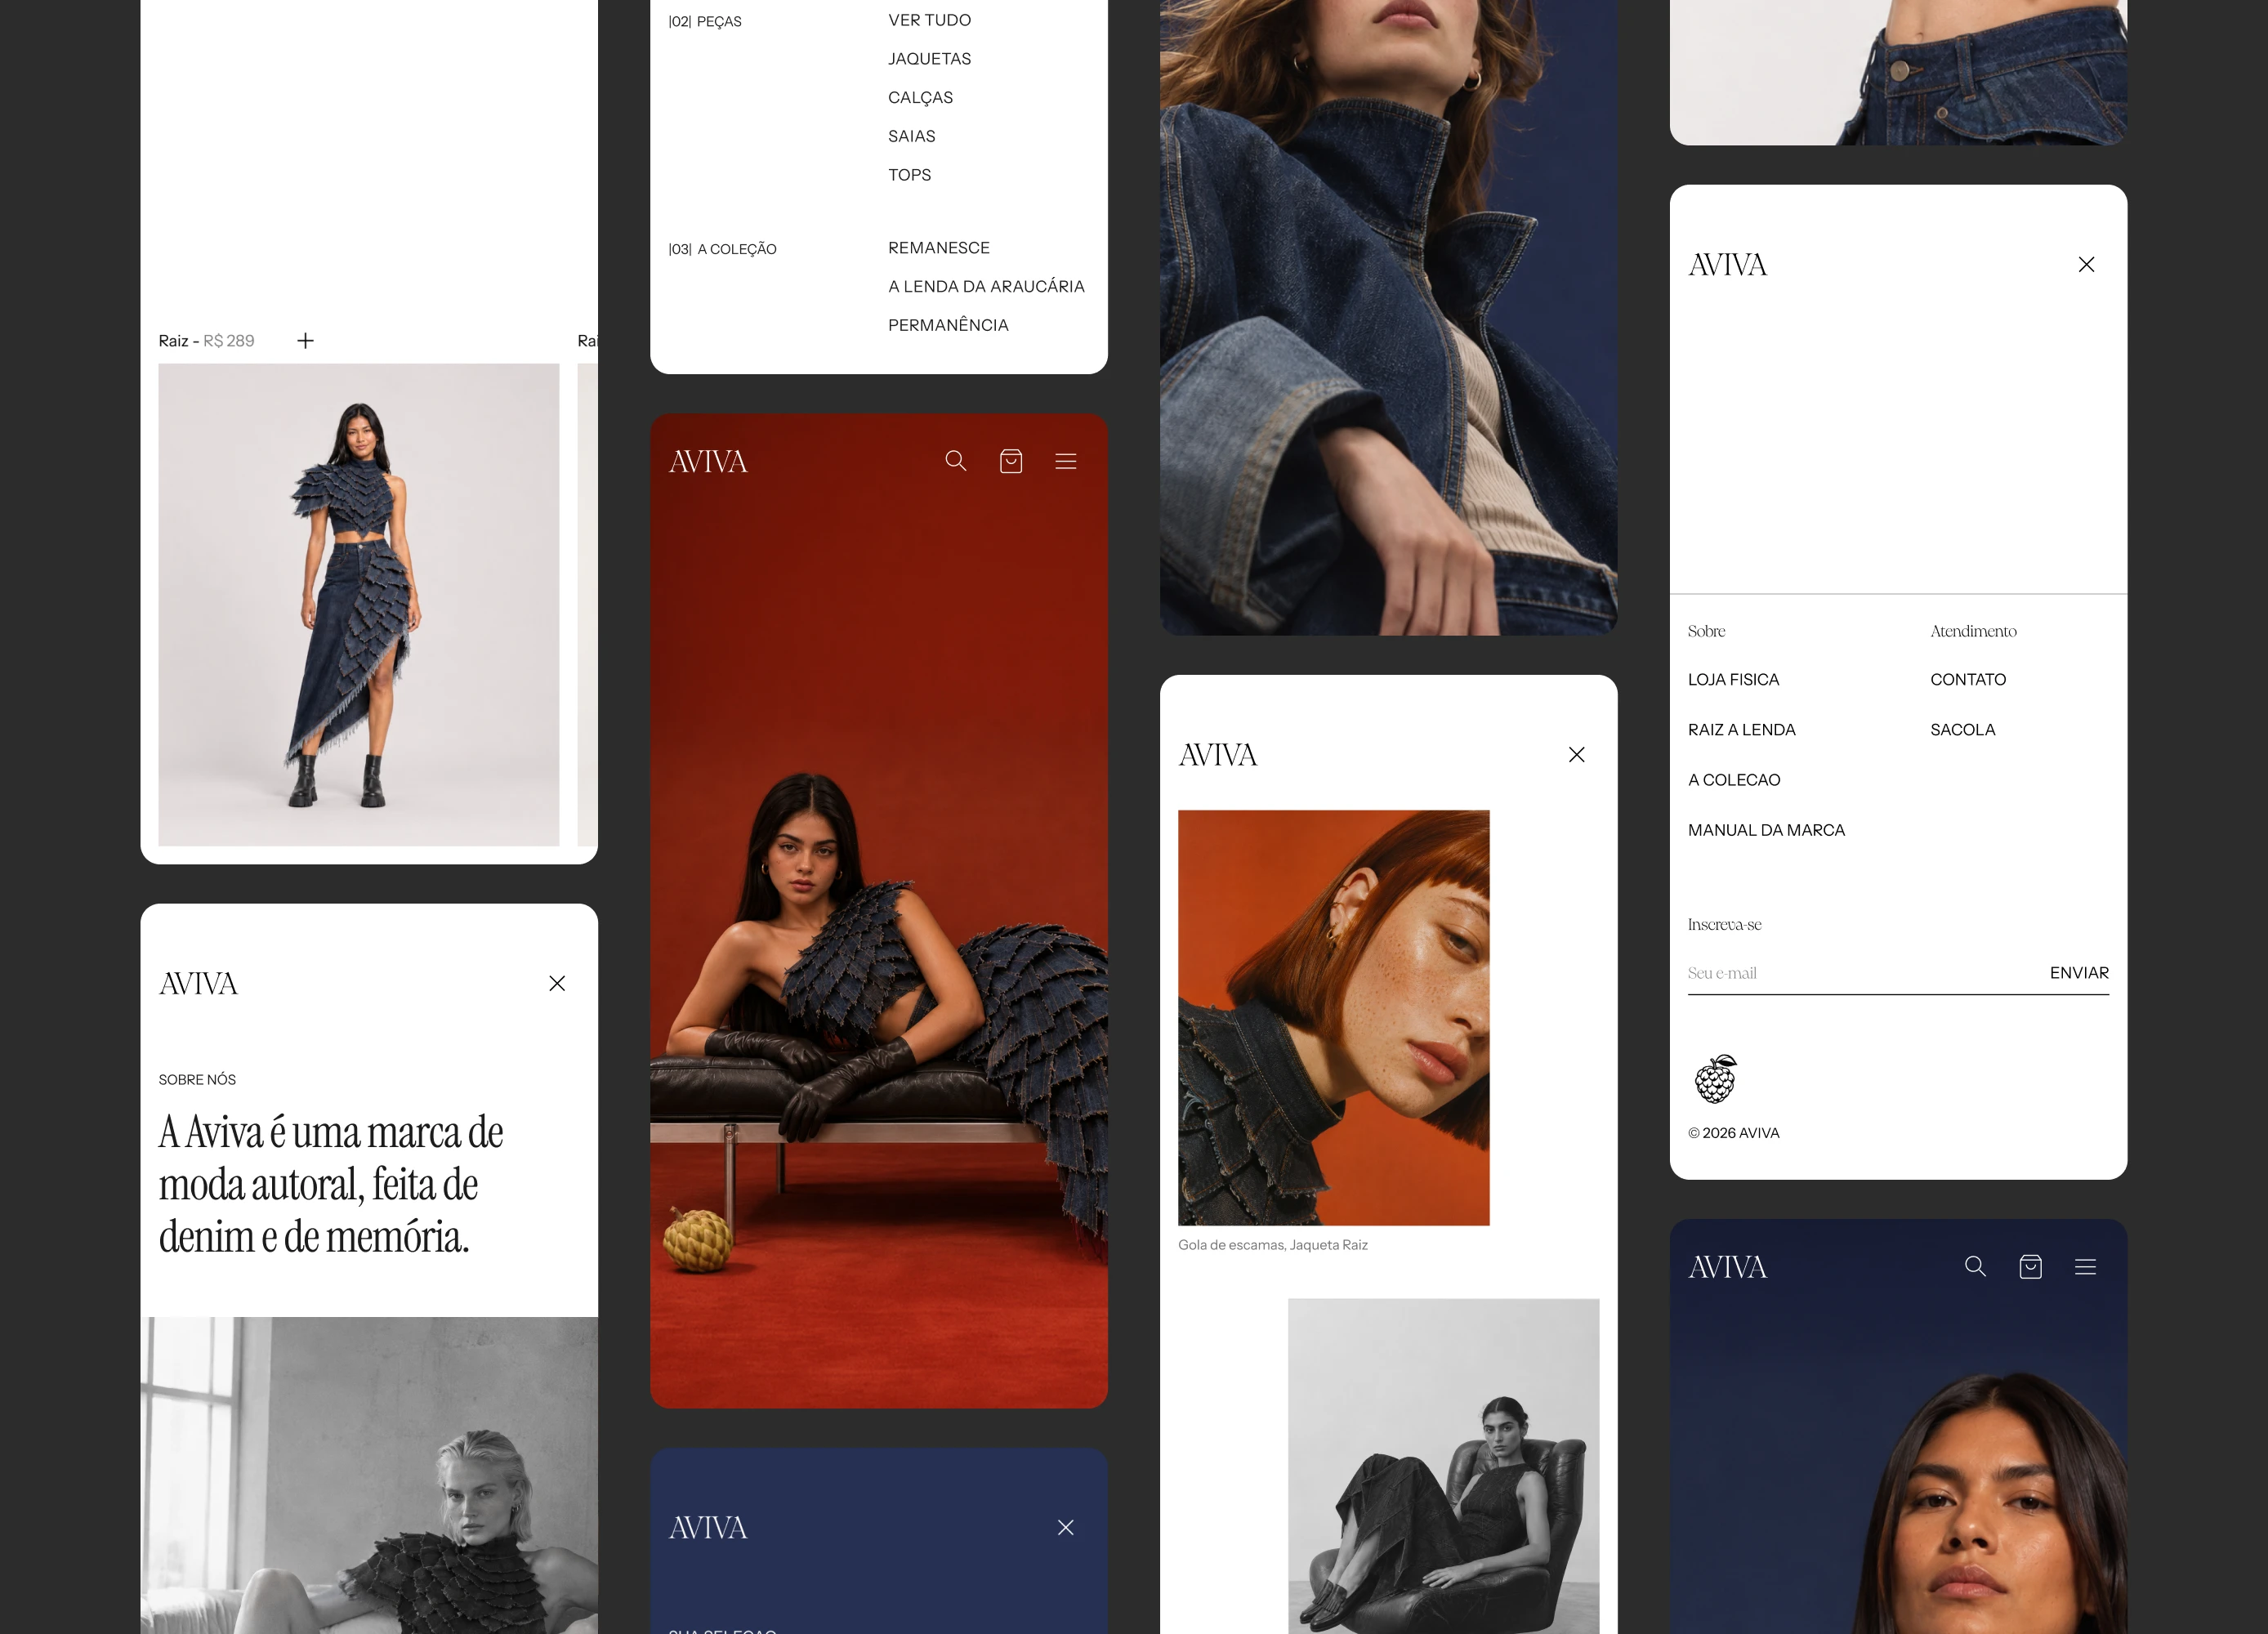 Raiz - R$ 289
Rai
AVIVA
SOBRE NÓS
A Aviva é uma marca de
moda autoral, feita de
denim e de memória.
|02| PEÇAS
VER TUDO
JAQUETAS
CALÇAS
SAIAS
TOPS
|03| A COLEÇÃO
REMANESCE
A LENDA DA ARAUCÁRIA
PERMANÊNCIA
AVIVA
AVIVA
SUA SELECAO
AVIVA
Gola de escamas, Jaqueta Raiz
AVIVA
Sobre
LOJA FISICA
RAIZ A LENDA
A COLECAO
MANUAL DA MARCA
Atendimento
CONTATO
SACOLA
Inscreva-se
Seu e-mail
ENVIAR
© 2026 AVIVA
AVIVA